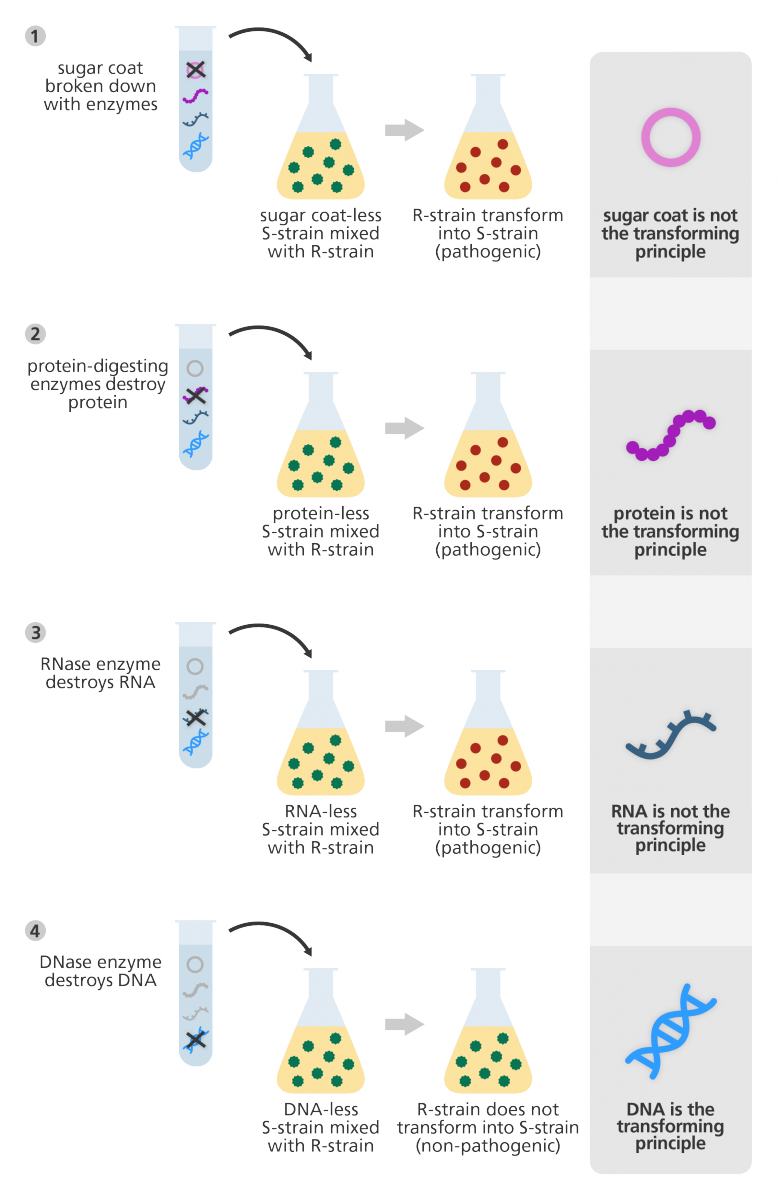 1
sugar coat
broken down
with enzymes
sugar coat-less
S-strain mixed
with R-strain
R-strain transform
into S-strain
(pathogenic)
sugar coat is not
the transforming
principle
2
protein-digesting
enzymes destroy
protein
protein-less
S-strain mixed
with R-strain
R-strain transform
into S-strain
(pathogenic)
protein is not
the transforming
principle
3
RNase enzyme
destroys RNA
RNA-less
S-strain mixed
with R-strain
R-strain transform
into S-strain
(pathogenic)
RNA is not the
transforming
principle
4
DNase enzyme
destroys DNA
DNA-less
S-strain mixed
with R-strain
R-strain does not
transform into S-strain
(non-pathogenic)
DNA is the
transforming
principle